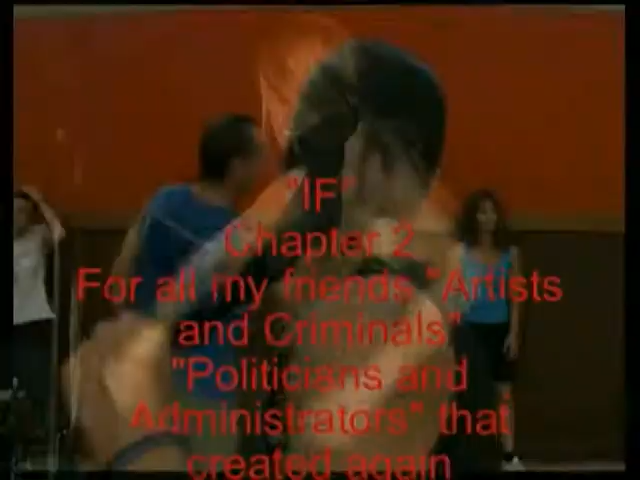 "IF"
Chapter 2
For all my friends "Artists
and Criminals"
"Politicians and
Administrators" that
created again